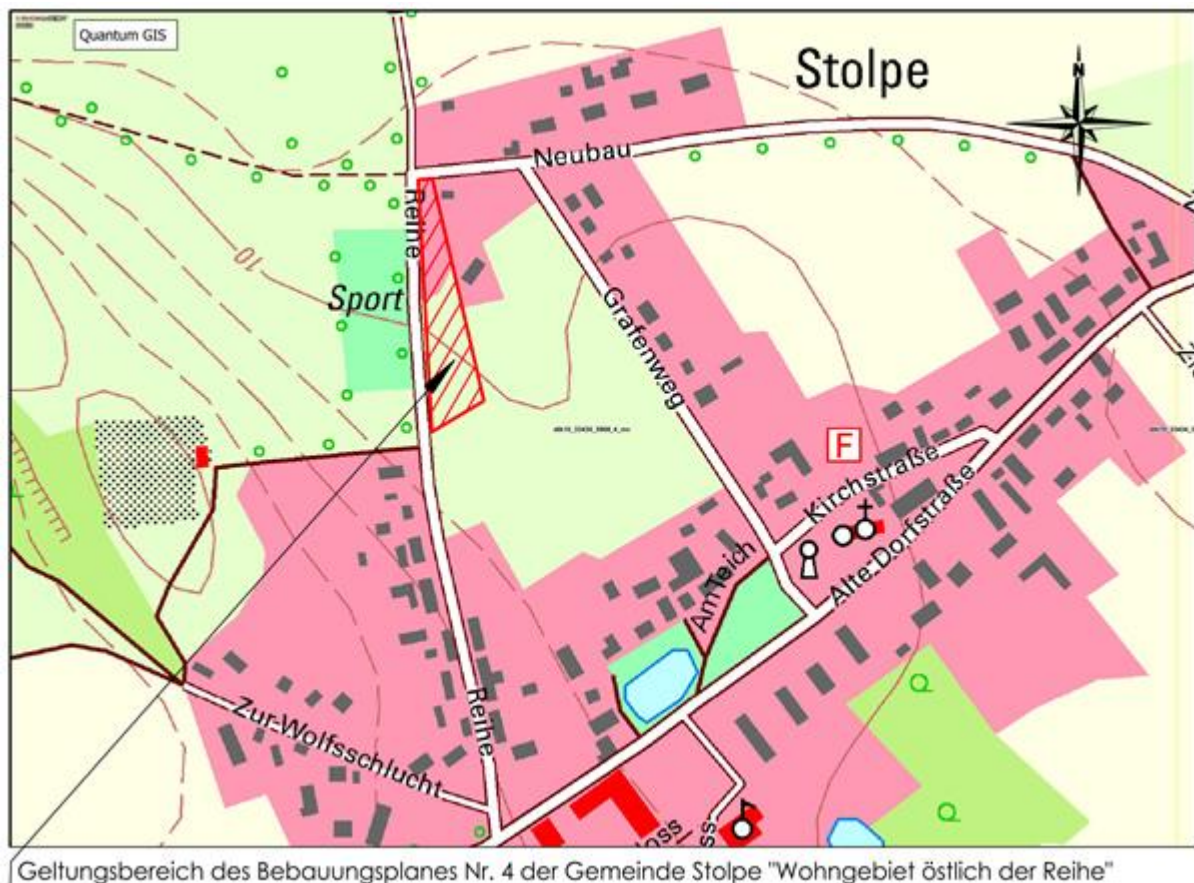 Quantum GIS
Stolpe
N
Neubau
Reihe
10
Sport
Grafenweg
F
Kirchstraße
Am Teich
Alte Dorfstraße
Reihe
Zur Wolfsschlucht
Geltungsbereich des Bebauungsplanes Nr. 4 der Gemeinde Stolpe "Wohngebiet östlich der Reihe"